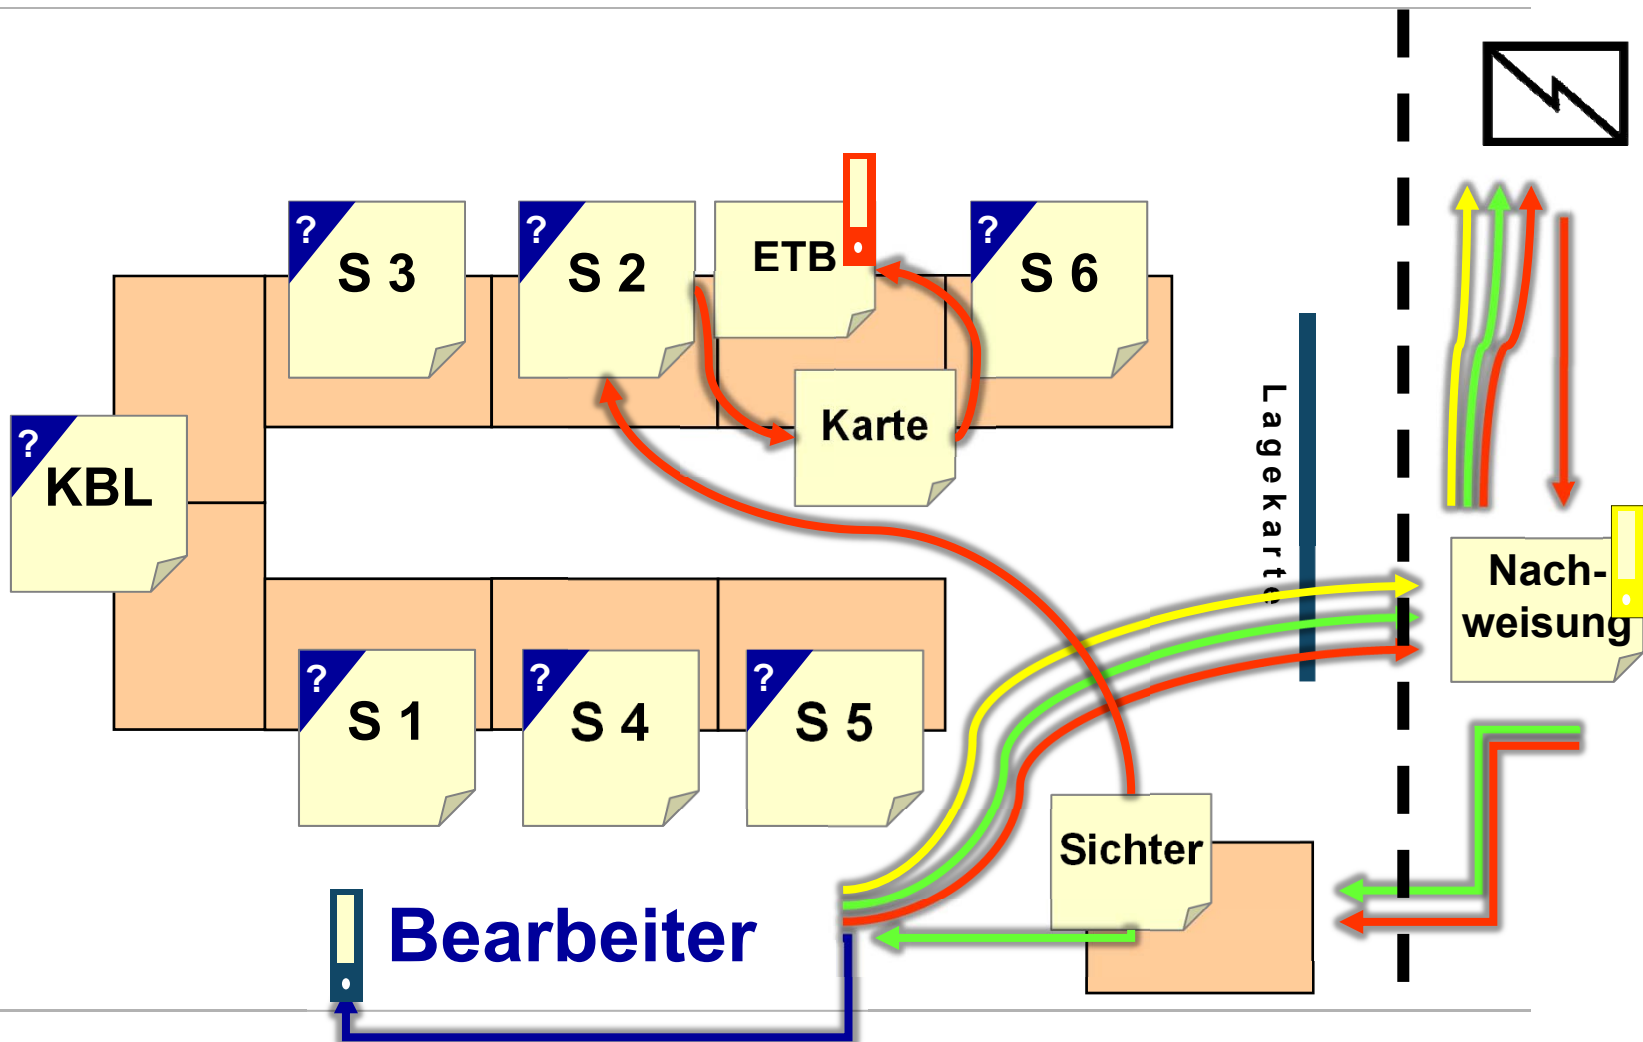 ?
S 3
?
S 2
ETB
?
S 6
?
KBL
Karte
Lagekarte
Nach-
weisung
?
S 1
?
S 4
?
S 5
Sichter
Bearbeiter